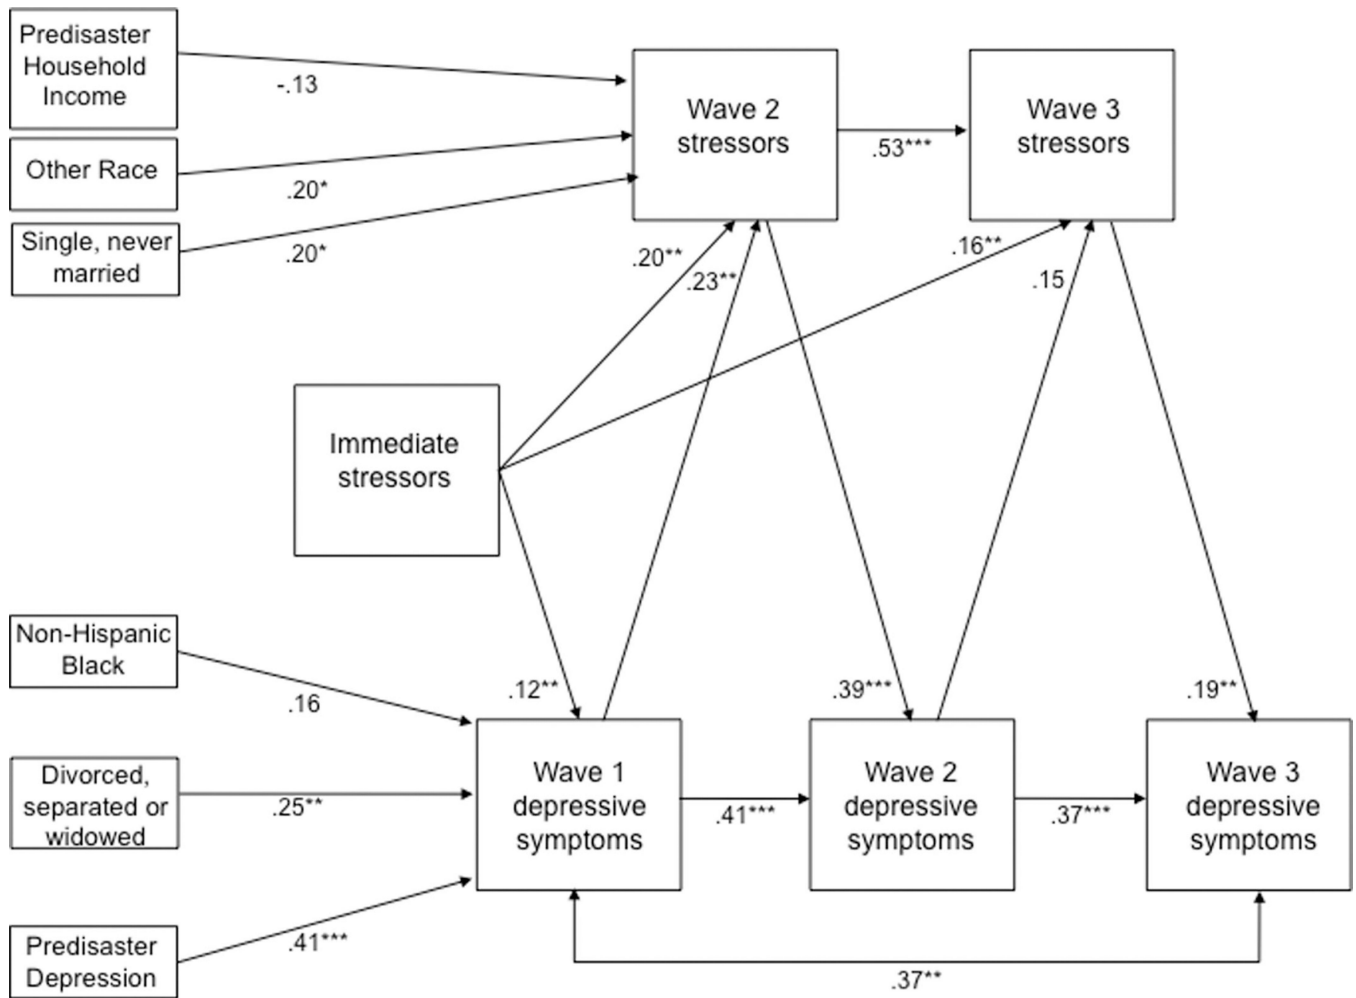 Predisaster
Household
Income
-.13
Other Race
.20*
Single, never
married
.20*
Wave 2
stressors
.53***
Wave 3
stressors
.20**
.23**
.16**
.15
Immediate
stressors
Non-Hispanic
Black
.16
.12**
.39***
.19**
Divorced,
separated or
widowed
.25**
Wave 1
depressive
symptoms
.41***
Wave 2
depressive
symptoms
.37***
Wave 3
depressive
symptoms
Predisaster
Depression
.41***
.37**